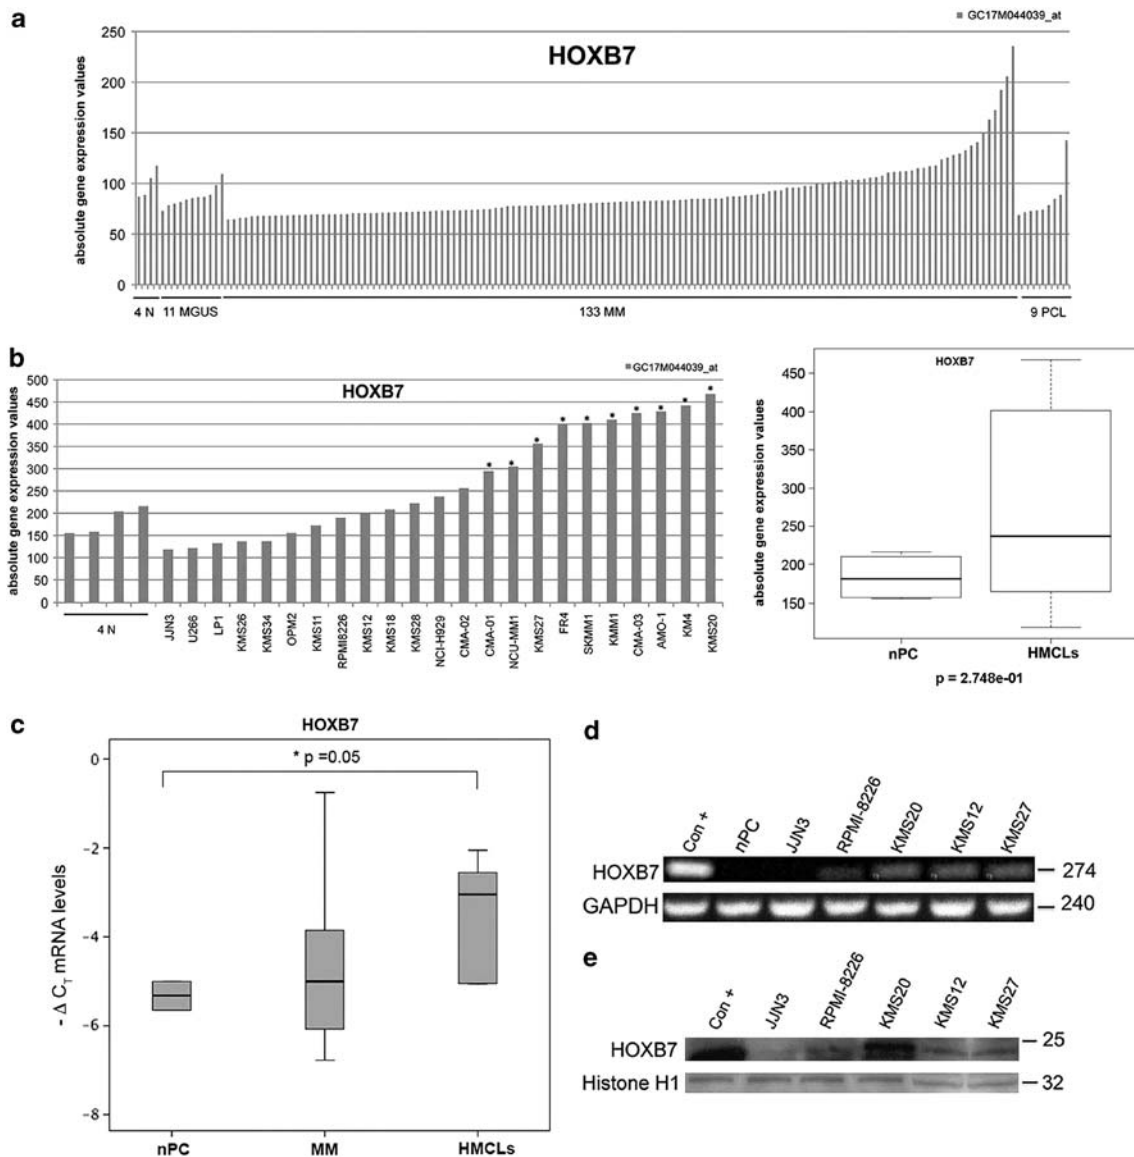 a
GC17M044039_at
HOXB7
absolute gene expression values
250
200
150
100
50
0
4 N
11 MGUS
133 MM
9 PCL
b
GC17M044039_at
HOXB7
absolute gene expression values
500
450
400
350
300
250
200
150
100
50
0
* * * * * * * * * *
4 N
JJN3
U266
LP1
KMS26
KMS34
OPM2
KMS11
RPMI8226
KMS12
KMS18
KMS28
NCI-H929
CMA-02
CMA-01
NCU-MM1
KMS27
FR4
SKMM1
KMM1
CMA-03
AMO-1
KM4
KMS20
HOXB7
absolute gene expression values
450
400
350
300
250
200
150
nPC
HMCLs
p = 2.748e-01
c
HOXB7
* p =0.05
- Δ CT mRNA levels
-0
-2
-4
-6
-8
nPC
MM
HMCLs
d
Con +
nPC
JJN3
RPMI-8226
KMS20
KMS12
KMS27
HOXB7
274
GAPDH
240
e
Con +
JJN3
RPMI-8226
KMS20
KMS12
KMS27
HOXB7
25
Histone H1
32